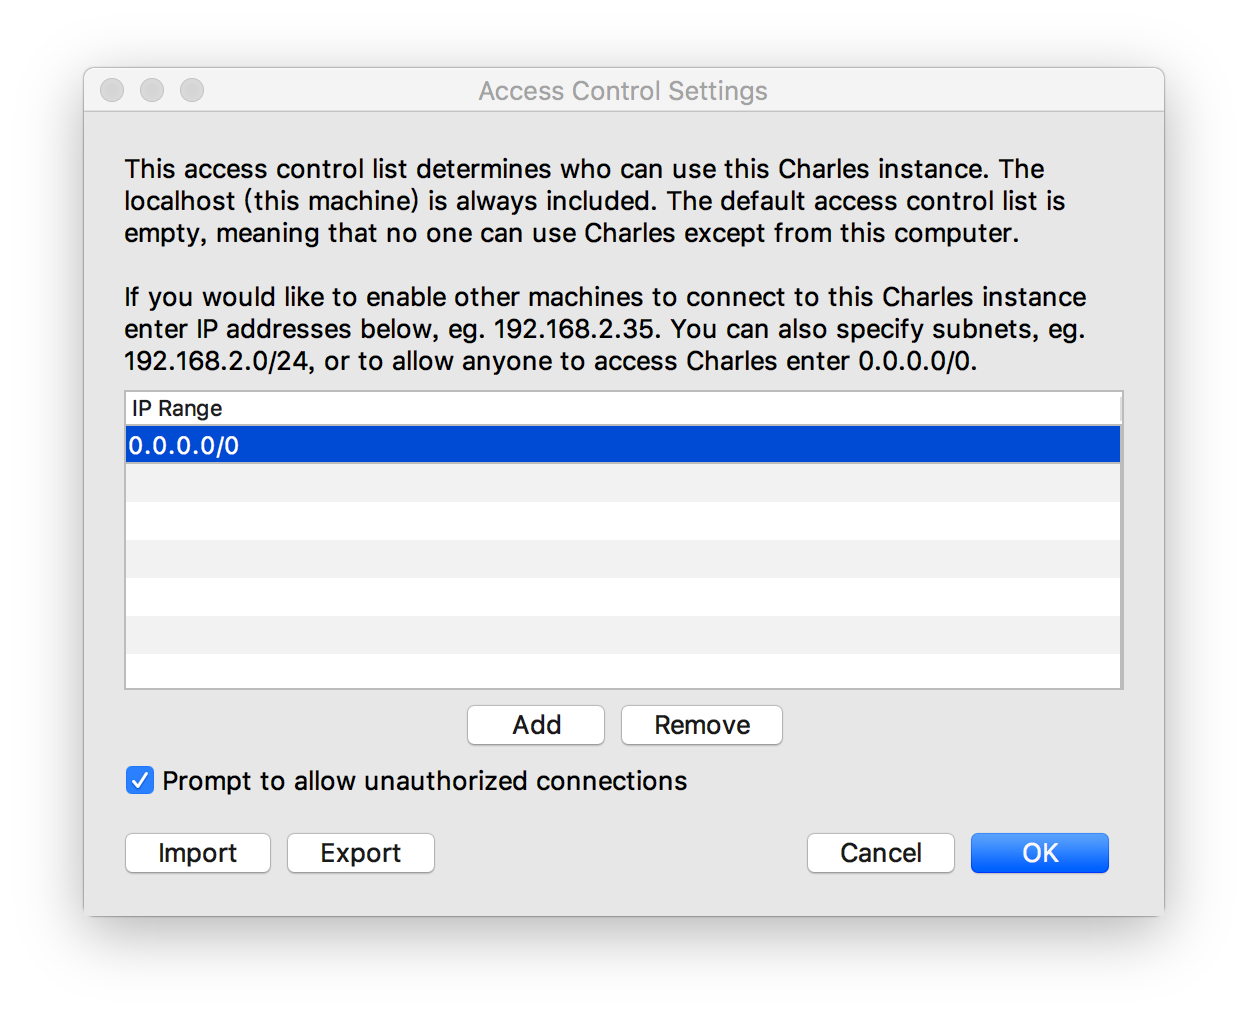 Access Control Settings
This access control list determines who can use this Charles instance. The
localhost (this machine) is always included. The default access control list is
empty, meaning that no one can use Charles except from this computer.
If you would like to enable other machines to connect to this Charles instance
enter IP addresses below, eg. 192.168.2.35. You can also specify subnets, eg.
192.168.2.0/24, or to allow anyone to access Charles enter 0.0.0.0/0.
IP Range
0.0.0.0/0
Add Remove
Prompt to allow unauthorized connections
Import Export Cancel OK